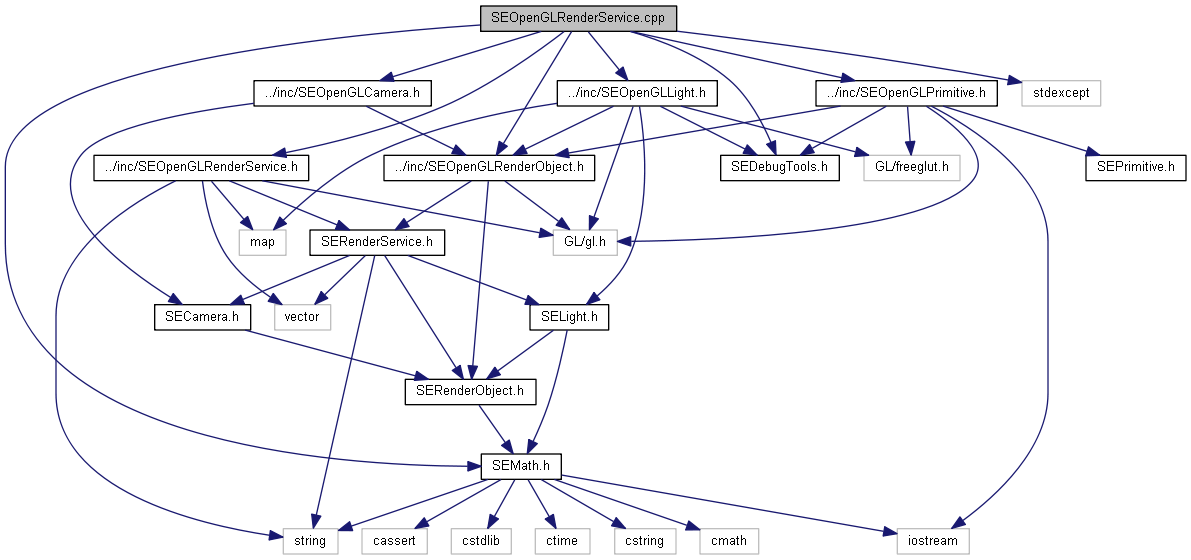 SEOpenGLRenderService.cpp
../inc/SEOpenGLCamera.h
../inc/SEOpenGLLight.h
../inc/SEOpenGLPrimitive.h
stdexcept
../inc/SEOpenGLRenderService.h
../inc/SEOpenGLRenderObject.h
SEDebugTools.h
GL/freeglut.h
SEPrimitive.h
map
SERenderService.h
GL/gl.h
SECamera.h
vector
SELight.h
SERenderObject.h
SEMath.h
string
cassert
cstdlib
ctime
cstring
cmath
iostream